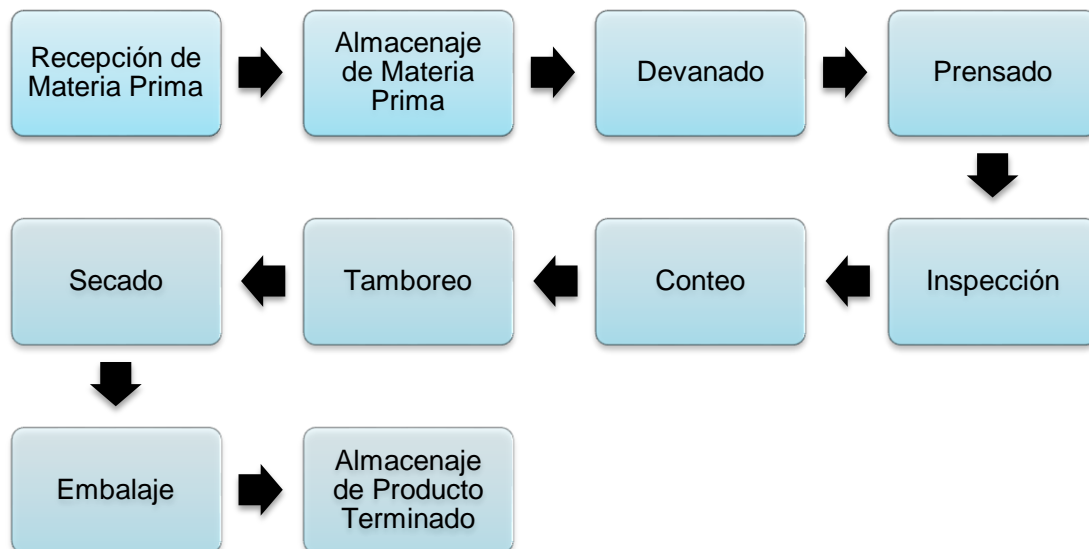 Recepción de
Materia Prima
Almacenaje
de Materia
Prima
Devanado
Prensado
Inspección
Conteo
Tamboreo
Secado
Embalaje
Almacenaje
de Producto
Terminado